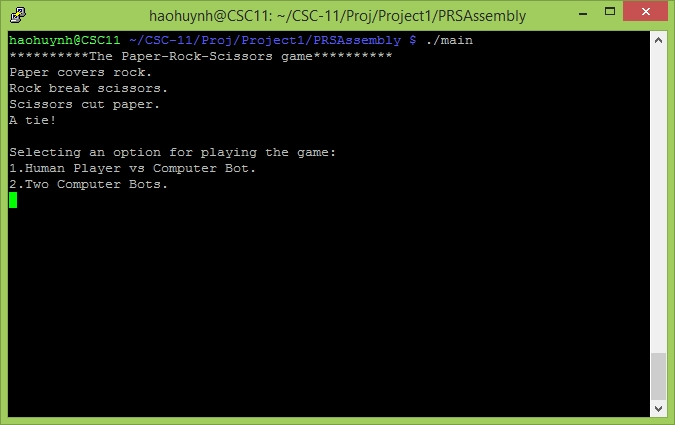 haohuynh@CSC11: ~/CSC-11/Proj/Project1/PRSAssembly
haohuynh@CSC11 ~/CSC-11/Proj/Project1/PRSAssembly $ ./main
**********The Paper-Rock-Scissors game**********
Paper covers rock.
Rock break scissors.
Scissors cut paper.
A tie!
Selecting an option for playing the game:
1.Human Player vs Computer Bot.
2.Two Computer Bots.